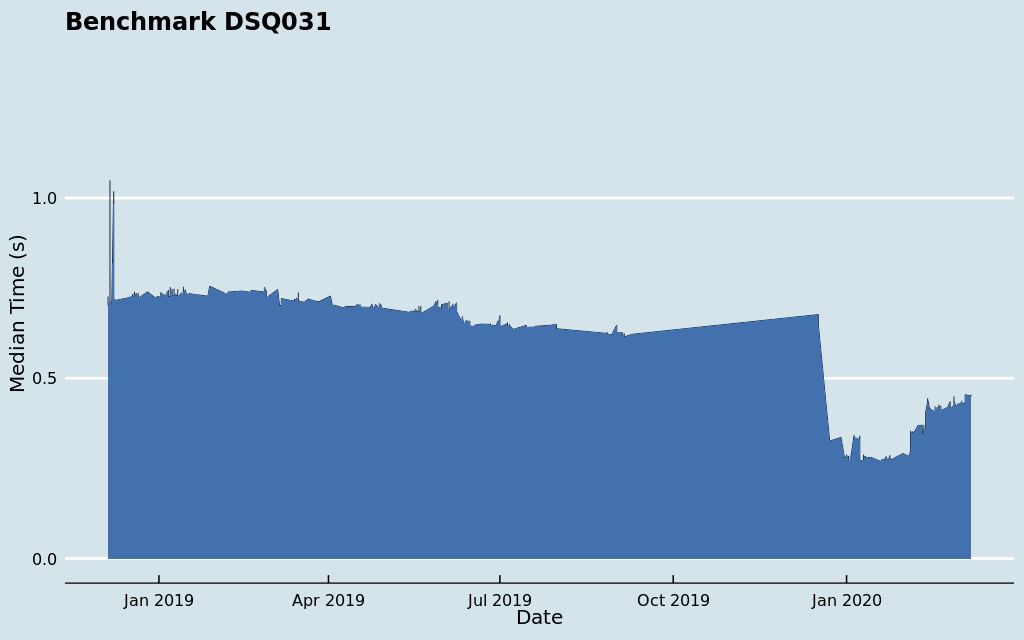 Benchmark DSQ031
Median Time (s)
1.0
0.5
0.0
Jan 2019
Apr 2019
Jul 2019
Oct 2019
Jan 2020
Date